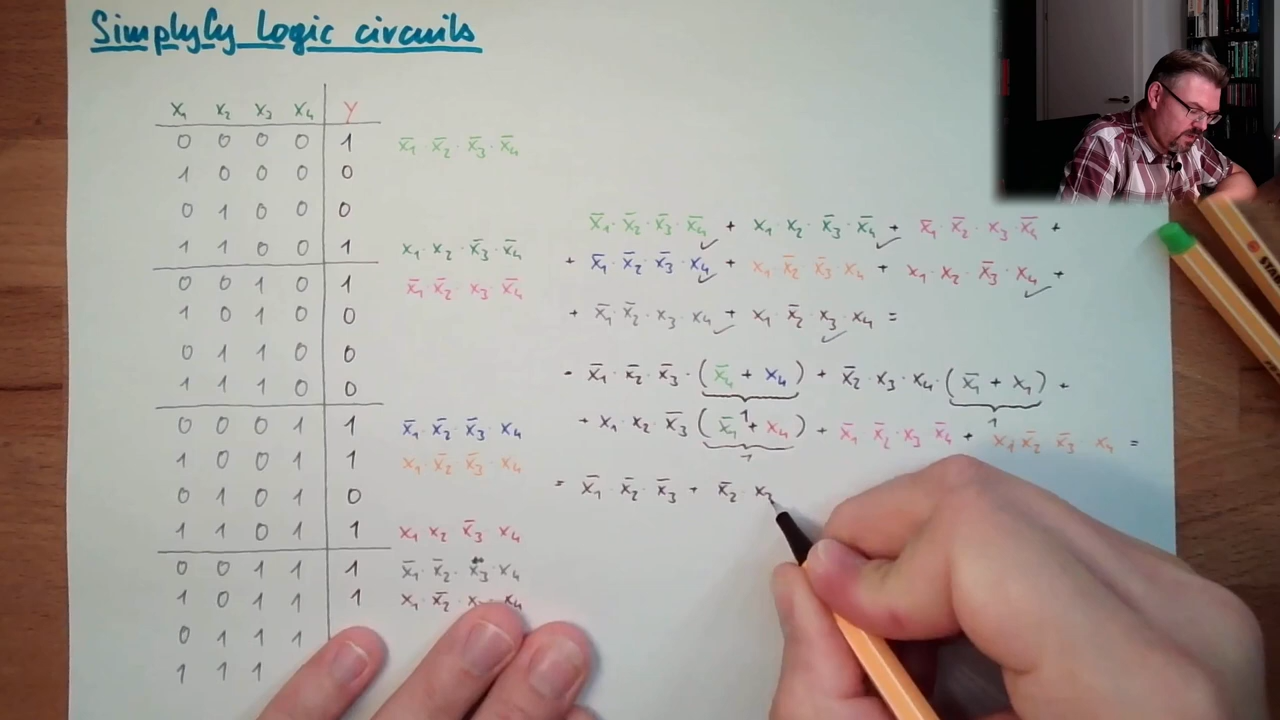 Simplyfy Logic circuits
x₁ x₂ x₃ x₄ Y
0 0 0 0 1 x̅₁ · x̅₂ · x̅₃ · x̅₄
1 0 0 0 0
0 1 0 0 0
1 1 0 0 1 x₁ · x₂ · x̅₃ · x̅₄
0 0 1 0 1 x̅₁ · x̅₂ · x₃ · x̅₄
1 0 1 0 0
0 1 1 0 0
1 1 1 0 0
0 0 0 1 1 x̅₁ · x̅₂ · x̅₃ · x₄
1 0 0 1 1 x₁ · x̅₂ · x̅₃ · x₄
0 1 0 1 0
1 1 0 1 1 x₁ x₂ x̅₃ x₄
0 0 1 1 1 x̅₁ · x̅₂ · x₃ · x₄
1 0 1 1 1 x₁ · x̅₂ · x₄
0 1 1 1
1 1 1
x̅₁ · x̅₂ · x̅₃ · x̅₄ + x₁ · x₂ · x̅₃ · x̅₄ + x̅₁ · x̅₂ · x₃ · x̅₄ +
+ x̅₁ · x̅₂ · x̅₃ · x₄ + x₁ · x̅₂ · x̅₃ · x₄ + x₁ · x₂ · x̅₃ · x₄ +
+ x̅₁ · x̅₂ · x₃ · x₄ + x₁ · x̅₂ · x₃ · x₄ =
= x̅₁ · x̅₂ · x̅₃ · (x̅₄ + x₄) + x̅₂ · x₃ · x₄ · (x̅₁ + x₁) +
1 1
+ x₁ · x₂ · x̅₃ (x̅₄ + x₄) + x̅₁ · x̅₂ · x₃ · x̅₄ + x₁ · x̅₂ · x̅₃ · x₄ =
1
= x̅₁ · x̅₂ · x̅₃ + x̅₂ · x₃